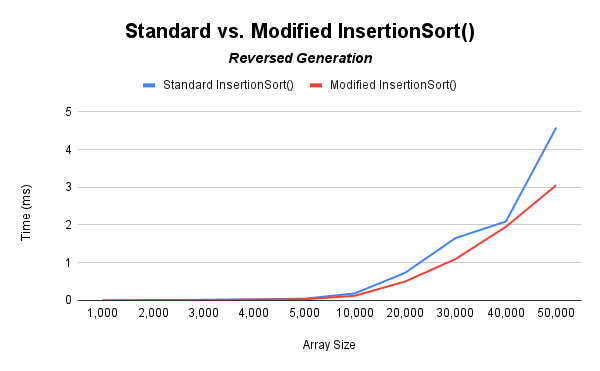 Standard vs. Modified InsertionSort()
Reversed Generation
Standard InsertionSort() Modified InsertionSort()
5
4
3
2
1
0
Time (ms)
1,000 2,000 3,000 4,000 5,000 10,000 20,000 30,000 40,000 50,000
Array Size